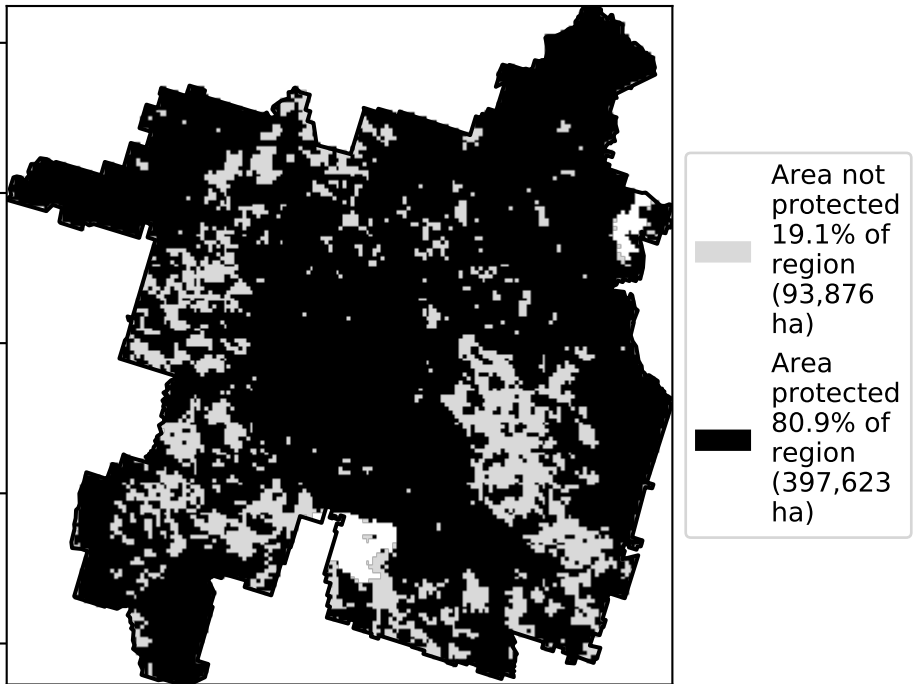 Area not
protected
19.1% of
region
(93,876
ha)
Area
protected
80.9% of
region
(397,623
ha)